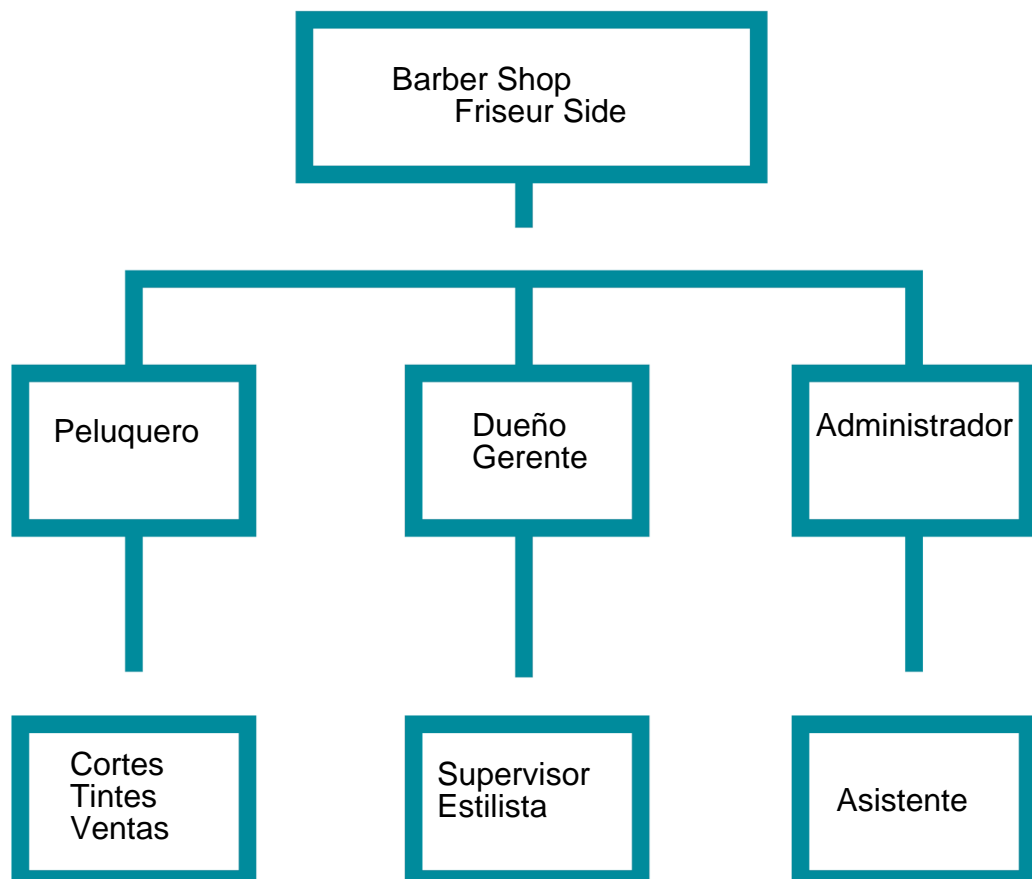 Barber Shop
Friseur Side
Peluquero
Dueño
Gerente
Administrador
Cortes
Tintes
Ventas
Supervisor
Estilista
Asistente